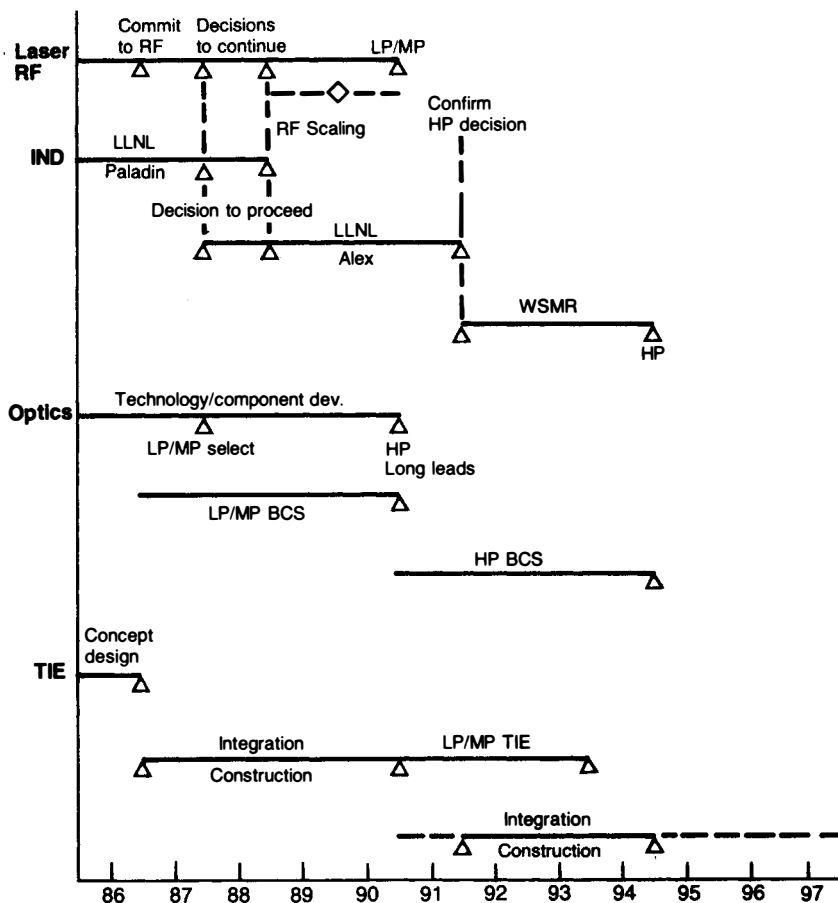 Commit
to RF
Decisions
to continue
LP/MP
Laser
RF
RF Scaling
Confirm
HP decision
IND
LLNL
Paladin
Decision to proceed
LLNL
Alex
WSMR
HP
Optics
Technology/component dev.
LP/MP select
HP
Long leads
LP/MP BCS
HP BCS
Concept
design
TIE
Integration
Construction
LP/MP TIE
Integration
Construction
86 87 88 89 90 91 92 93 94 95 96 97